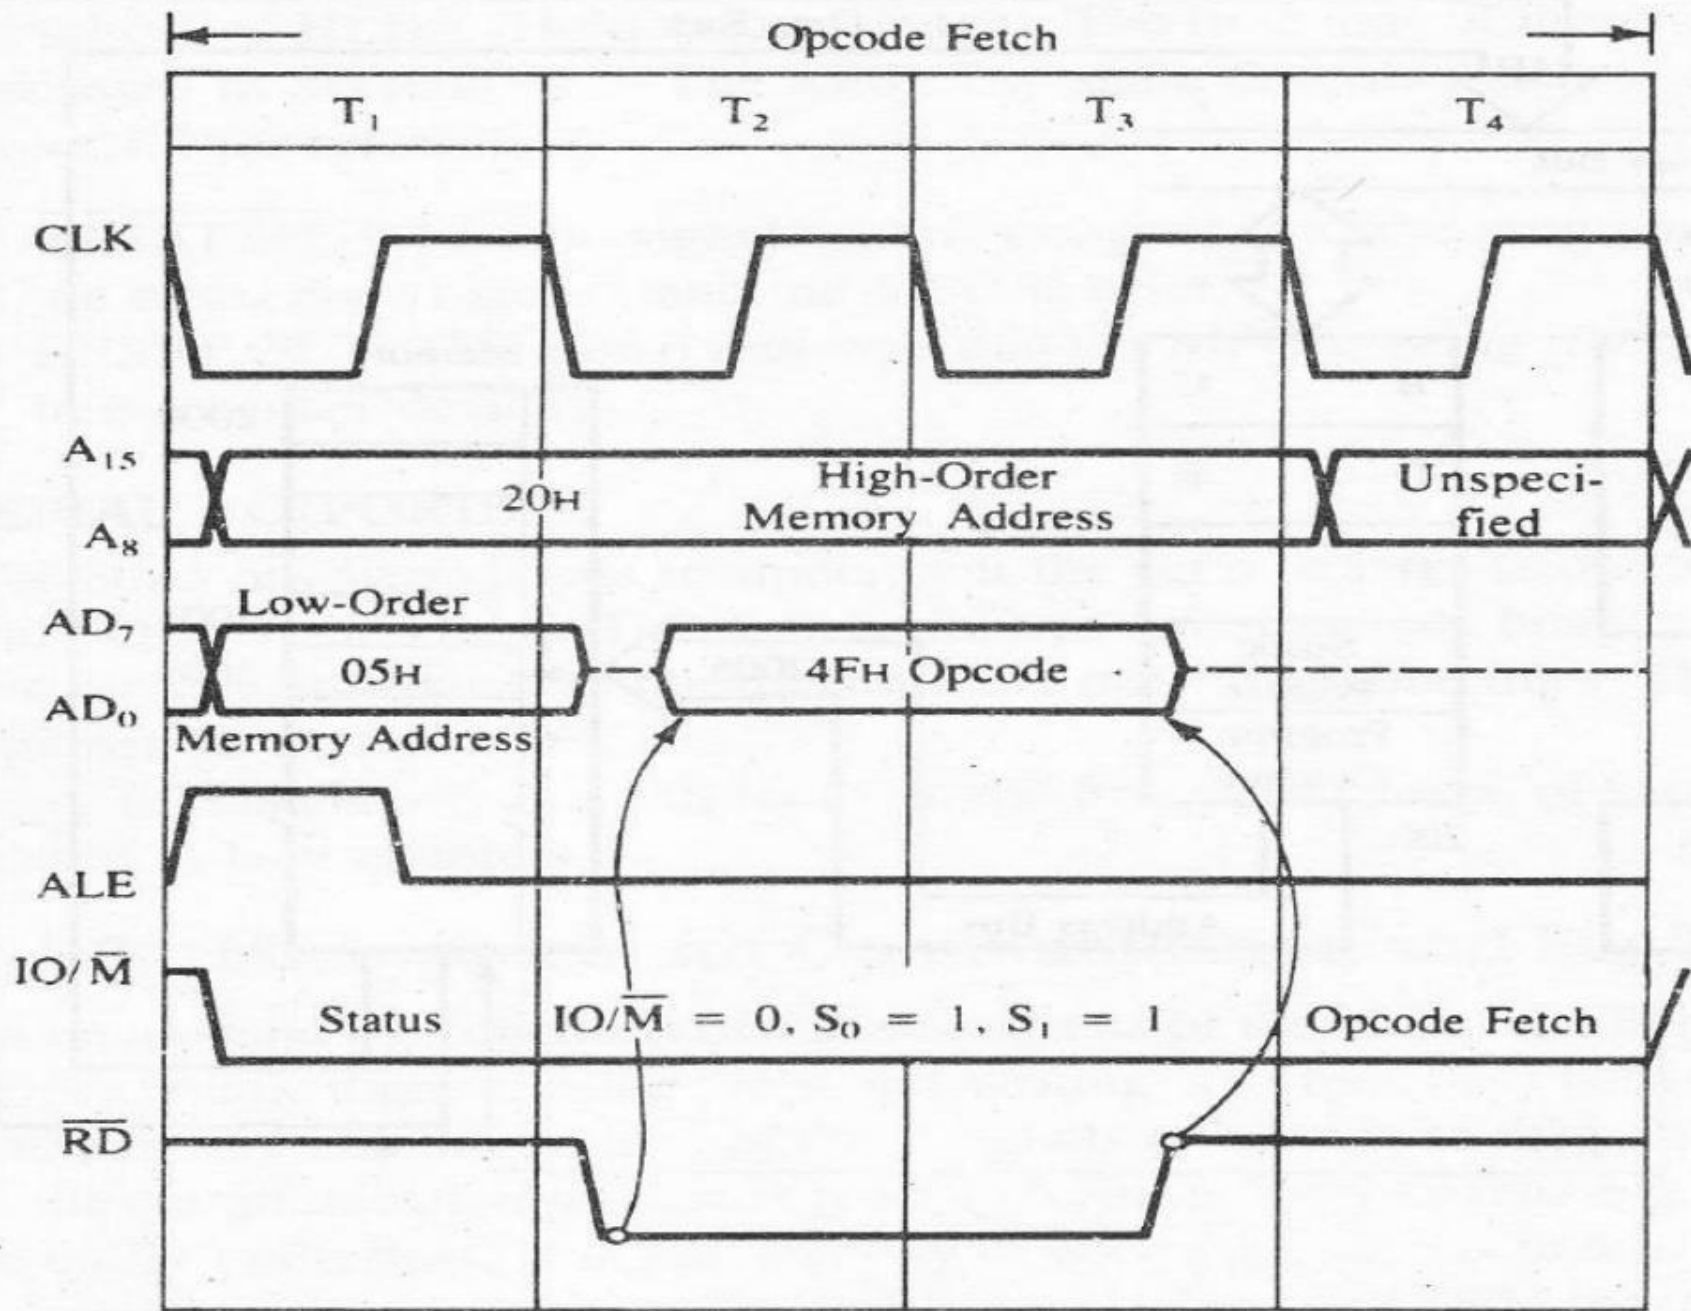 Opcode Fetch
T₁ T₂ T₃ T₄
CLK
A₁₅
20H High-Order Memory Address
Unspeci-
fied
A₈
Low-Order
AD₇
05H
4FH Opcode
AD₀
Memory Address
ALE
IO/M̅
Status IO/M̅ = 0, S₀ = 1, S₁ = 1 Opcode Fetch
R̅D̅